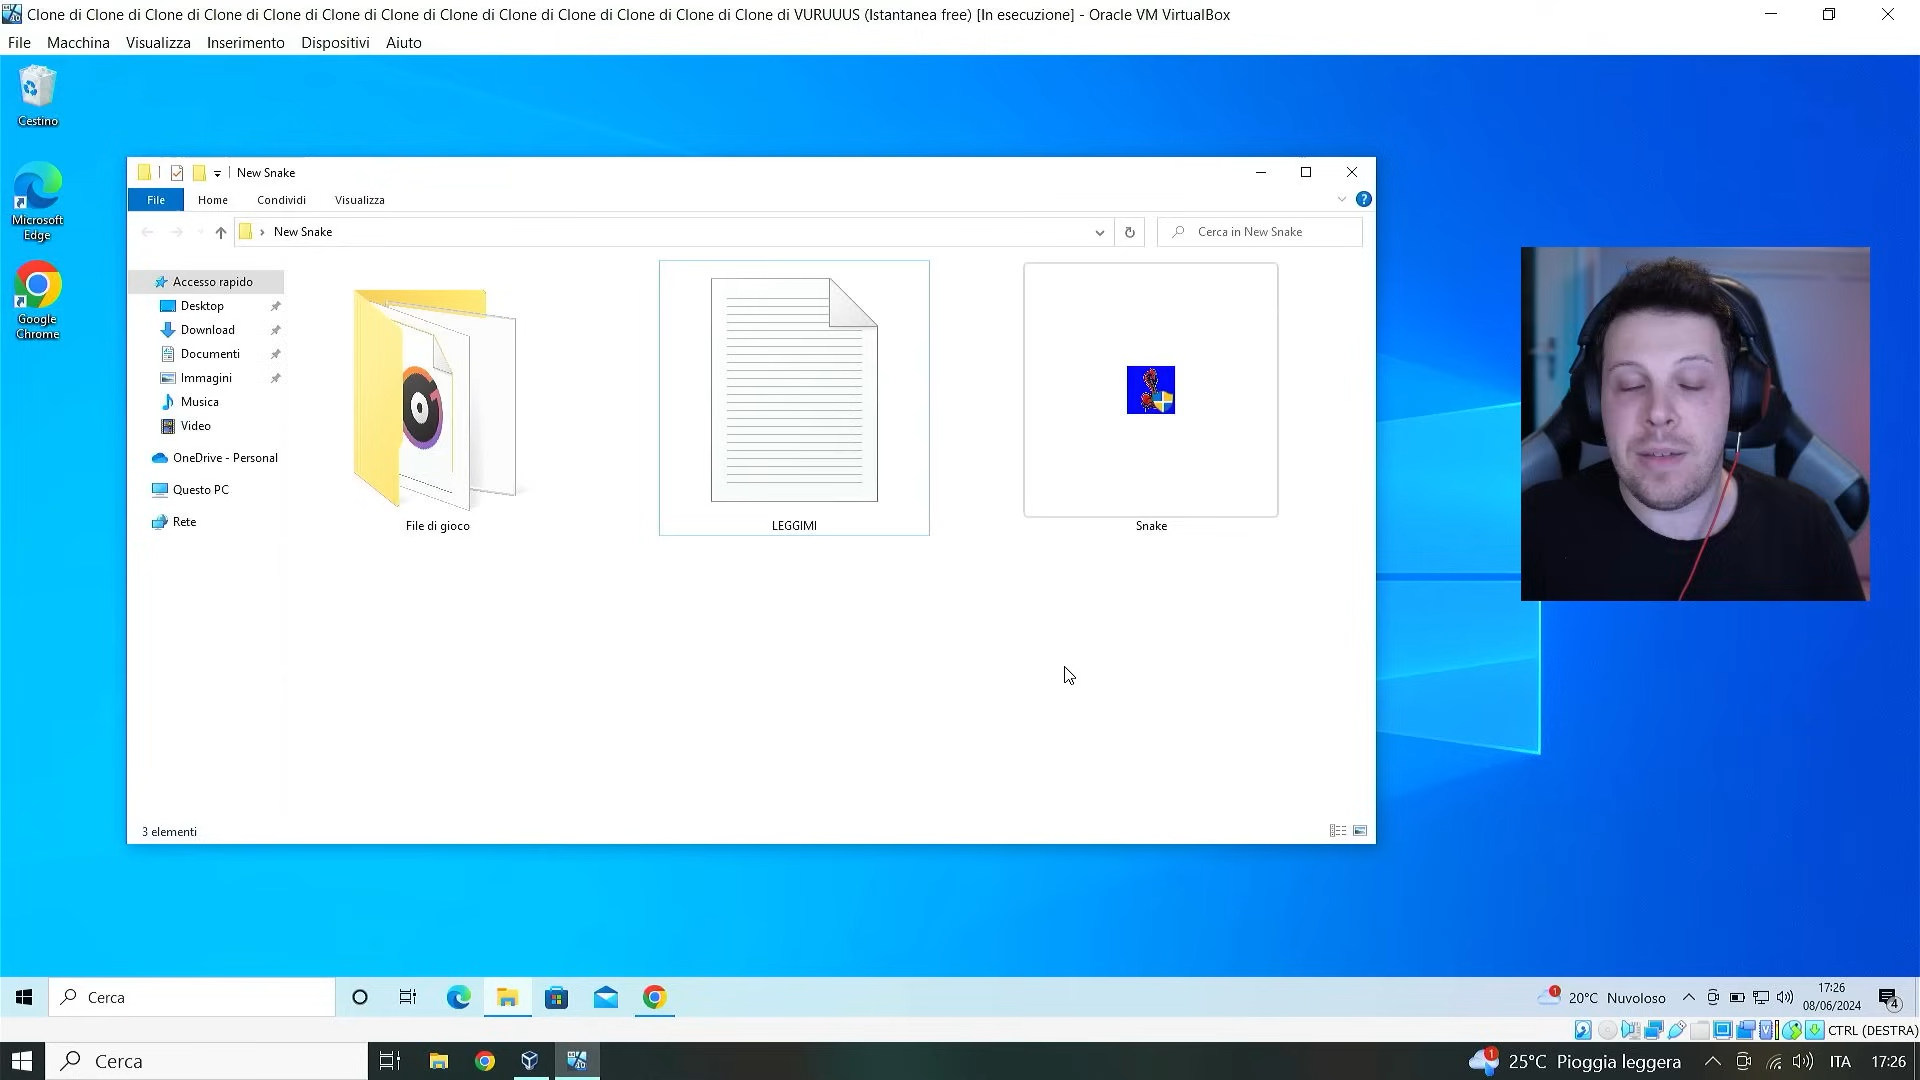 Clone di Clone di Clone di Clone di Clone di Clone di Clone di Clone di Clone di Clone di Clone di Clone di Clone di VURUUUS (Istantanea free) [In esecuzione] - Oracle VM VirtualBox
File Macchina Visualizza Inserimento Dispositivi Aiuto
Cestino
Microsoft
Edge
Google
Chrome
New Snake
File Home Condividi Visualizza
New Snake
Cerca in New Snake
Accesso rapido
Desktop
Download
Documenti
Immagini
Musica
Video
OneDrive - Personal
Questo PC
Rete
File di gioco
LEGGIMI
Snake
3 elementi
Cerca
1
20°C Nuvoloso
17:26
08/06/2024
4
CTRL (DESTRA)
Cerca
1
25°C Pioggia leggera
ITA
17:26